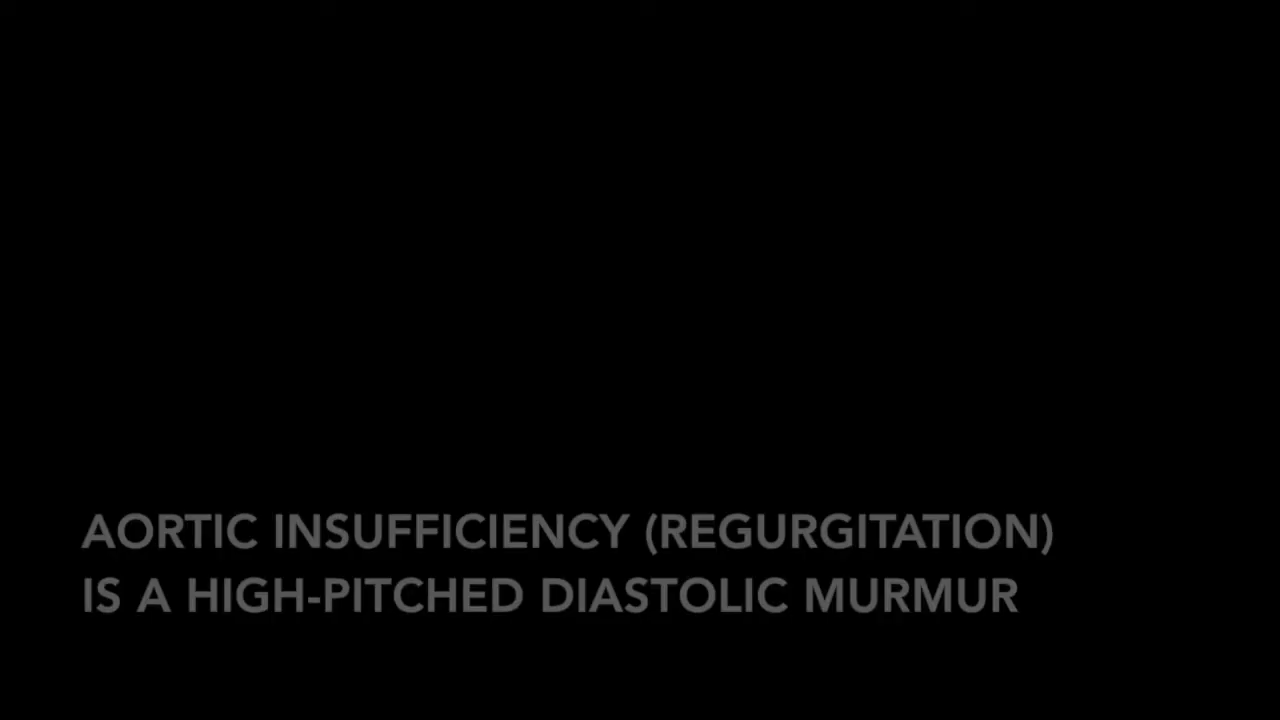 AORTIC INSUFFICIENCY (REGURGITATION)
IS A HIGH-PITCHED DIASTOLIC MURMUR